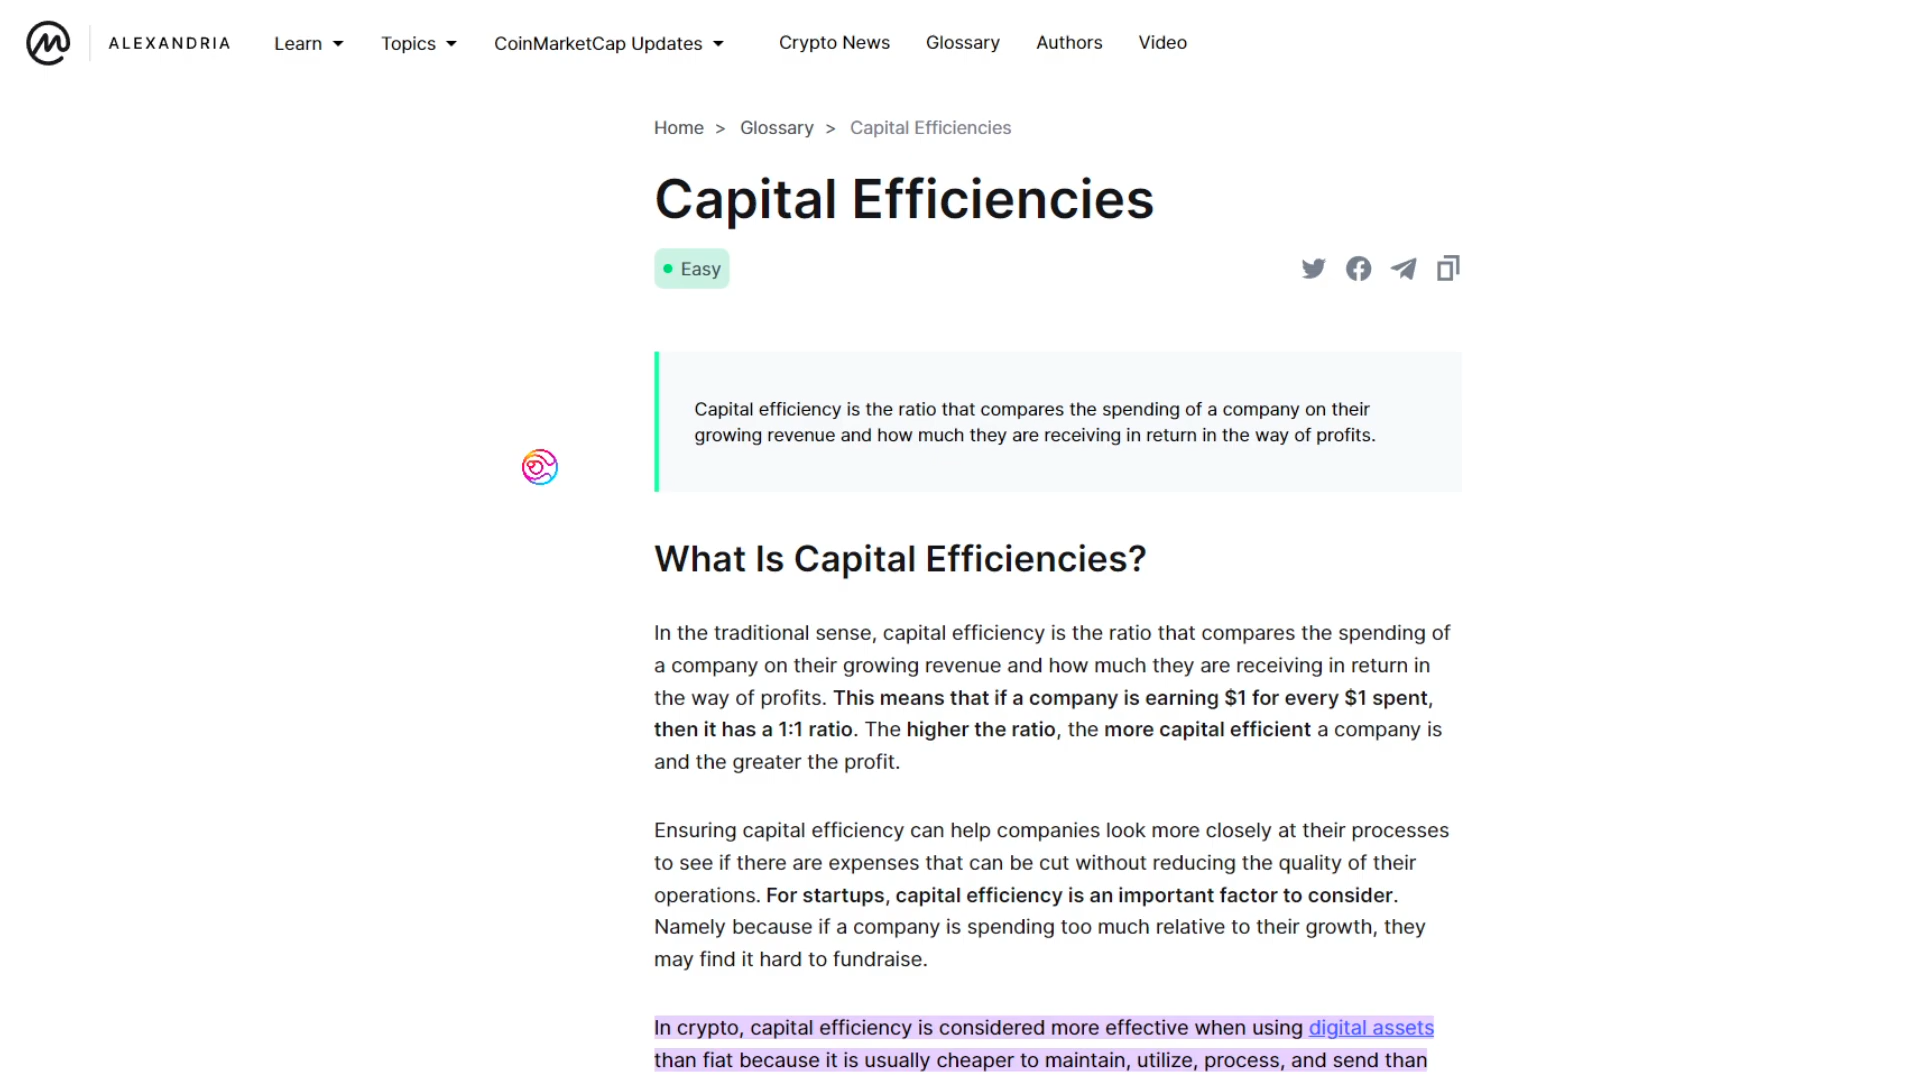 ALEXANDRIA Learn Topics CoinMarketCap Updates Crypto News Glossary Authors Video
Home > Glossary > Capital Efficiencies
Capital Efficiencies
Easy
Capital efficiency is the ratio that compares the spending of a company on their
growing revenue and how much they are receiving in return in the way of profits.
What Is Capital Efficiencies?
In the traditional sense, capital efficiency is the ratio that compares the spending of
a company on their growing revenue and how much they are receiving in return in
the way of profits. This means that if a company is earning $1 for every $1 spent,
then it has a 1:1 ratio. The higher the ratio, the more capital efficient a company is
and the greater the profit.
Ensuring capital efficiency can help companies look more closely at their processes
to see if there are expenses that can be cut without reducing the quality of their
operations. For startups, capital efficiency is an important factor to consider.
Namely because if a company is spending too much relative to their growth, they
may find it hard to fundraise.
In crypto, capital efficiency is considered more effective when using digital assets
than fiat because it is usually cheaper to maintain, utilize, process, and send than